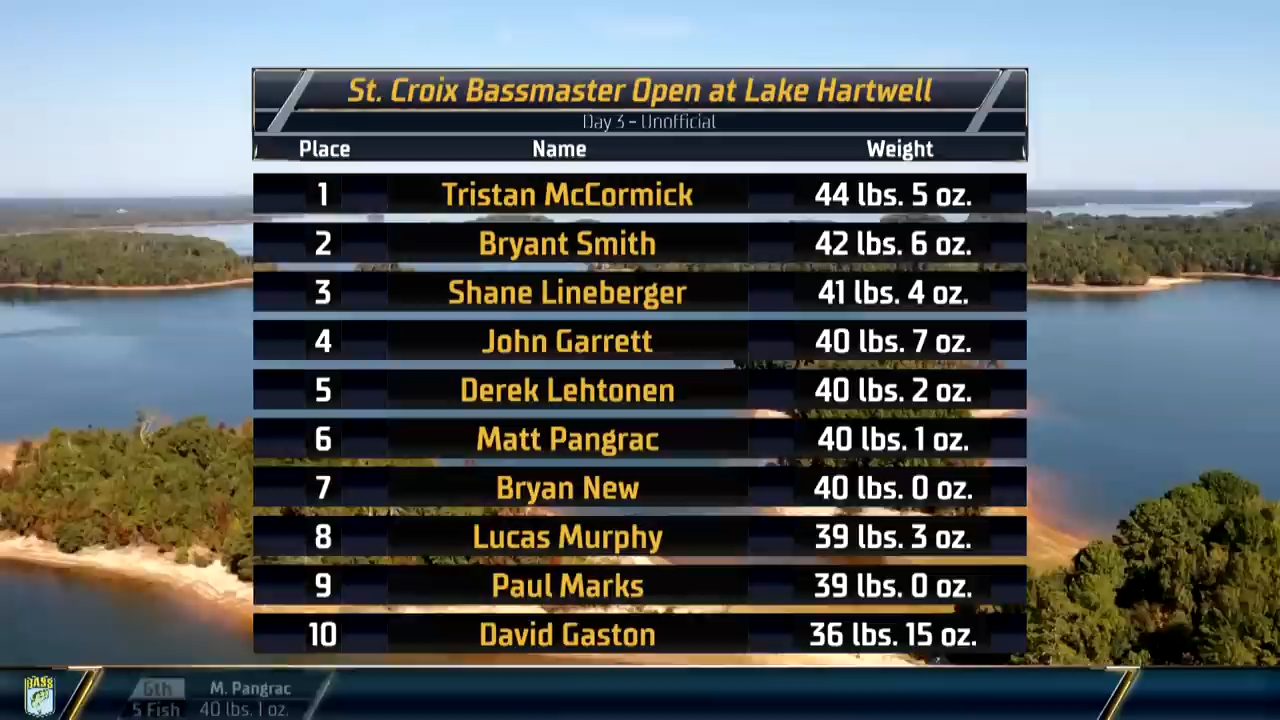 St. Croix Bassmaster Open at Lake Hartwell
Day 3 - Unofficial
Place Name Weight
1 Tristan McCormick 44 lbs. 5 oz.
2 Bryant Smith 42 lbs. 6 oz.
3 Shane Lineberger 41 lbs. 4 oz.
4 John Garrett 40 lbs. 7 oz.
5 Derek Lehtonen 40 lbs. 2 oz.
6 Matt Pangrac 40 lbs. 1 oz.
7 Bryan New 40 lbs. 0 oz.
8 Lucas Murphy 39 lbs. 3 oz.
9 Paul Marks 39 lbs. 0 oz.
10 David Gaston 36 lbs. 15 oz.
BASS
6th M. Pangrac
5 Fish 40 lbs. 1 oz.